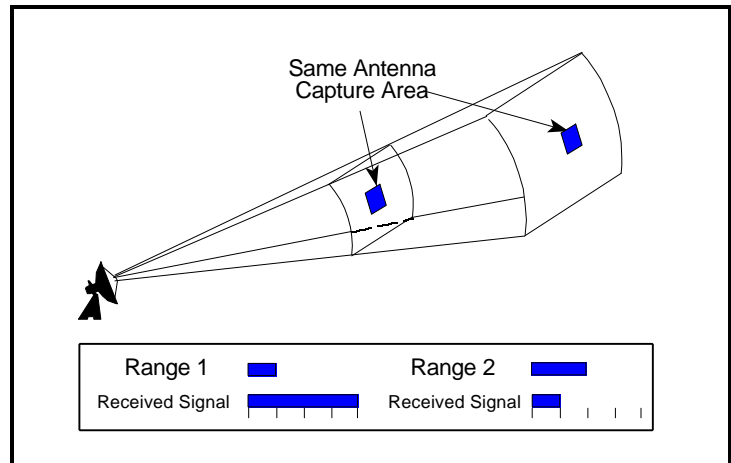 Same Antenna
Capture Area
Range 1
Range 2
Received Signal
Received Signal